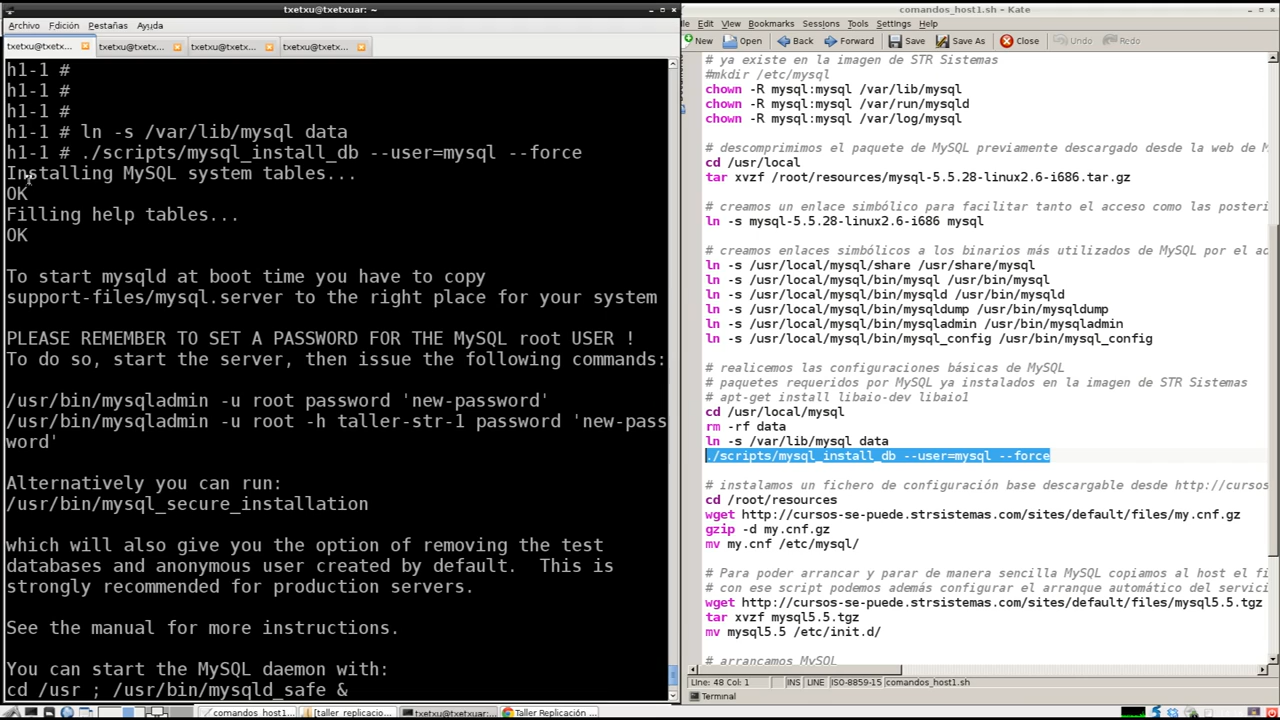 txetxu@txetxuar: ~
Archivo Edición Pestañas Ayuda
txetxu@txetx... txetxu@txetx... txetxu@txetx... txetxu@txetx...
h1-1 #
h1-1 #
h1-1 #
h1-1 # ln -s /var/lib/mysql data
h1-1 # ./scripts/mysql_install_db --user=mysql --force
Installing MySQL system tables...
OK
Filling help tables...
OK
To start mysqld at boot time you have to copy
support-files/mysql.server to the right place for your system
PLEASE REMEMBER TO SET A PASSWORD FOR THE MySQL root USER !
To do so, start the server, then issue the following commands:
/usr/bin/mysqladmin -u root password 'new-password'
/usr/bin/mysqladmin -u root -h taller-str-1 password 'new-pass
word'
Alternatively you can run:
/usr/bin/mysql_secure_installation
which will also give you the option of removing the test
databases and anonymous user created by default.  This is
strongly recommended for production servers.
See the manual for more instructions.
You can start the MySQL daemon with:
cd /usr ; /usr/bin/mysqld_safe &
comandos_host1.sh - Kate
Edit View Bookmarks Sessions Tools Settings Help
New Open Back Forward Save Save As Close Undo Redo
# ya existe en la imagen de STR Sistemas
#mkdir /etc/mysql
chown -R mysql:mysql /var/lib/mysql
chown -R mysql:mysql /var/run/mysqld
chown -R mysql:mysql /var/log/mysql
# descomprimimos el paquete de MySQL previamente descargado desde la web de M
cd /usr/local
tar xvzf /root/resources/mysql-5.5.28-linux2.6-i686.tar.gz
# creamos un enlace simbólico para facilitar tanto el acceso como las posteri
ln -s mysql-5.5.28-linux2.6-i686 mysql
# creamos enlaces simbólicos a los binarios más utilizados de MySQL por el ad
ln -s /usr/local/mysql/share /usr/share/mysql
ln -s /usr/local/mysql/bin/mysql /usr/bin/mysql
ln -s /usr/local/mysql/bin/mysqld /usr/bin/mysqld
ln -s /usr/local/mysql/bin/mysqldump /usr/bin/mysqldump
ln -s /usr/local/mysql/bin/mysqladmin /usr/bin/mysqladmin
ln -s /usr/local/mysql/bin/mysql_config /usr/bin/mysql_config
# realicemos las configuraciones básicas de MySQL
# paquetes requeridos por MySQL ya instalados en la imagen de STR Sistemas
# apt-get install libaio-dev libaio1
cd /usr/local/mysql
rm -rf data
ln -s /var/lib/mysql data
./scripts/mysql_install_db --user=mysql --force
# instalamos un fichero de configuración base descargable desde http://cursos
cd /root/resources
wget http://cursos-se-puede.strsistemas.com/sites/default/files/my.cnf.gz
gzip -d my.cnf.gz
mv my.cnf /etc/mysql/
# Para poder arrancar y parar de manera sencilla MySQL copiamos al host el fi
# con ese script podemos además configurar el arranque automático del servici
wget http://cursos-se-puede.strsistemas.com/sites/default/files/mysql5.5.tgz
tar xvzf mysql5.5.tgz
mv mysql5.5 /etc/init.d/
# arrancamos MySQL
Line: 48 Col: 1 INS LINE ISO-8859-15 comandos_host1.sh
Terminal
comandos_host1... [taller_replicacio... txetxu@txetxuar:... Taller Replicación ...